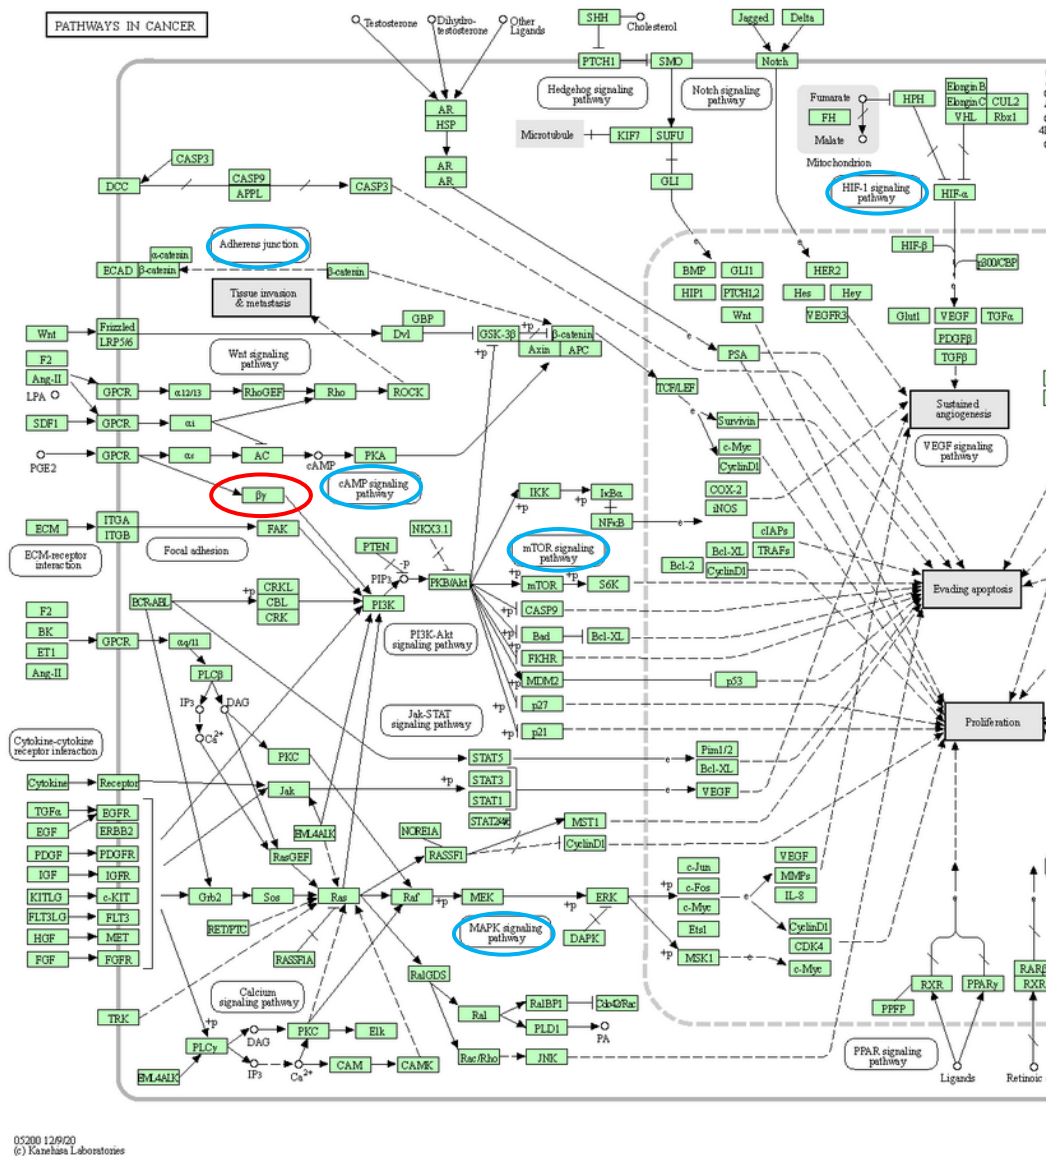 PATHWAYS IN CANCER
Testosterone
Dihydro-
testosterone
Other
Ligands
SHH
Cholesterol
Jagged
Delta
PTCH1
SMO
Notch
Hedgehog signaling
pathway
Notch signaling
pathway
Fumarate
FH
Malate
Mitochondrion
HPH
Elongin B
Elongin C
CUL2
VHL
Rbx1
AR
HSP
AR
AR
Microtubule
KIF7
SUFU
GLI
HIF-1 signaling
pathway
HIF-α
CASP3
DCC
CASP9
APPL
CASP3
Adherens junction
α-catenin
ECAD
β-catenin
β-catenin
Tissue invasion
& metastasis
HIF-β
p300/CBP
BMP
GLI1
HER2
HIP1
PTCH1,2
Hes
Hey
Wnt
VEGFR3
Glut1
VEGF
TGFα
PDGFβ
TGFβ
Wnt
Frizzled
LRP5/6
Dvl
GBP
GSK-3β
+p
β-catenin
Axin
APC
+p
+p
Wnt signaling
pathway
PSA
TCF/LEF
F2
Ang-II
LPA
GPCR
α12/13
RhoGEF
Rho
ROCK
SDF1
GPCR
αi
PGE2
GPCR
αs
AC
cAMP
PKA
cAMP signaling
pathway
βγ
Survivin
c-Myc
CyclinD1
COX-2
iNOS
Sustained
angiogenesis
VEGF signaling
pathway
IKK
+p
IκBα
NFκB
+p
ECM
ITGA
ITGB
FAK
ECM-receptor
interaction
Focal adhesion
NKX3.1
PTEN
-p
PIP3
PKB/Akt
PI3K
mTOR signaling
pathway
mTOR
+p
S6K
+p
CASP9
Bad
Bcl-XL
FKHR
MDM2
p53
p27
p21
+p
+p
+p
+p
+p
cIAPs
Bcl-XL
TRAFs
Bcl-2
CyclinD1
Evading apoptosis
BCR-ABL
+p
CRKL
CBL
CRK
PI3K-Akt
signaling pathway
Jak-STAT
signaling pathway
F2
BK
ET1
Ang-II
GPCR
αq/11
PLCβ
IP3
DAG
Ca2+
PKC
Proliferation
Cytokine-cytokine
receptor interaction
Cytokine
Receptor
Jak
+p
STAT5
STAT3
STAT1
Pim1/2
Bcl-XL
VEGF
TGFα
EGFR
EGF
ERBB2
PDGF
PDGFR
IGF
IGFR
KITLG
c-KIT
FLT3LG
FLT3
HGF
MET
FGF
FGFR
EML4ALK
RasGEF
NORE1A
RASSF1
MST1
CyclinD1
Grb2
Sos
Ras
Raf
+p
MEK
+p
ERK
+p
+p
DAPK
RET/PTC
RASSF1A
MAPK signaling
pathway
c-Jun
c-Fos
c-Myc
Ets1
MSK1
VEGF
MMPs
IL-8
CyclinD1
CDK4
c-Myc
Calcium
signaling pathway
RalGDS
Ral
RalBP1
Cdc42/Rac
PLD1
PA
Rac/Rho
JNK
TRK
+p
PLCγ
EML4ALK
DAG
IP3
PKC
Elk
Ca2+
CAM
CAMK
RXR
PPARγ
PPFP
PPAR signaling
pathway
Ligands
RARβ
RXR
Retinoic
05200 12/9/20
(c) Kanehisa Laboratories